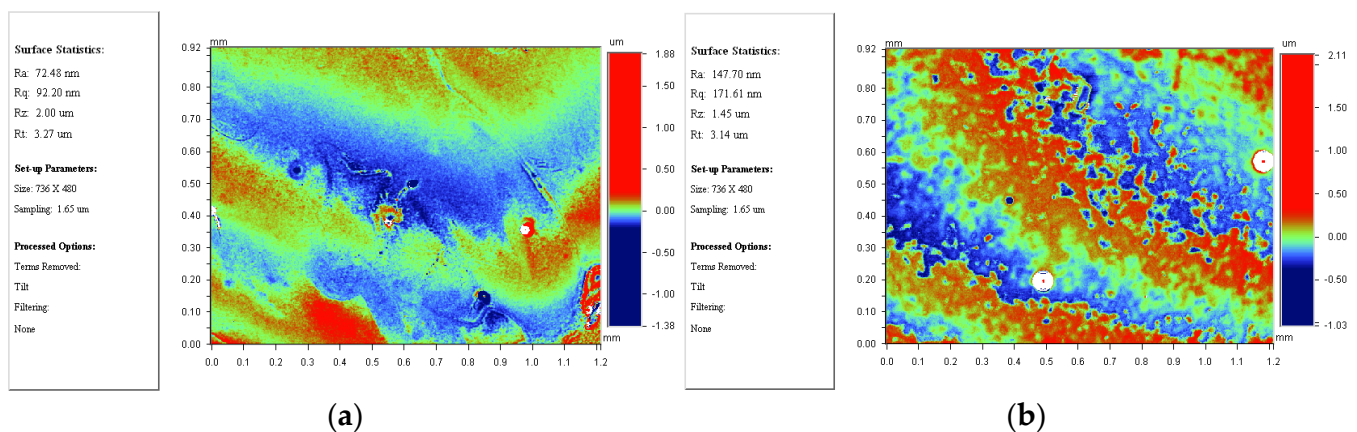 Surface Statistics:
Ra: 72.48 nm
Rq: 92.20 nm
Rz: 2.00 um
Rt: 3.27 um
Set-up Parameters:
Size: 736 X 480
Sampling: 1.65 um
Processed Options:
Terms Removed:
Tilt
Filtering:
None
mm
0.92
0.80
0.70
0.60
0.50
0.40
0.30
0.20
0.10
0.00
0.0 0.1 0.2 0.3 0.4 0.5 0.6 0.7 0.8 0.9 1.0 1.1 1.2
mm
um
1.88
1.50
1.00
0.50
0.00
-0.50
-1.00
-1.38
(a)
Surface Statistics:
Ra: 147.70 nm
Rq: 171.61 nm
Rz: 1.45 um
Rt: 3.14 um
Set-up Parameters:
Size: 736 X 480
Sampling: 1.65 um
Processed Options:
Terms Removed:
Tilt
Filtering:
None
mm
0.92
0.80
0.70
0.60
0.50
0.40
0.30
0.20
0.10
0.00
0.0 0.1 0.2 0.3 0.4 0.5 0.6 0.7 0.8 0.9 1.0 1.1 1.2
mm
um
2.11
1.50
1.00
0.50
0.00
-0.50
-1.03
(b)